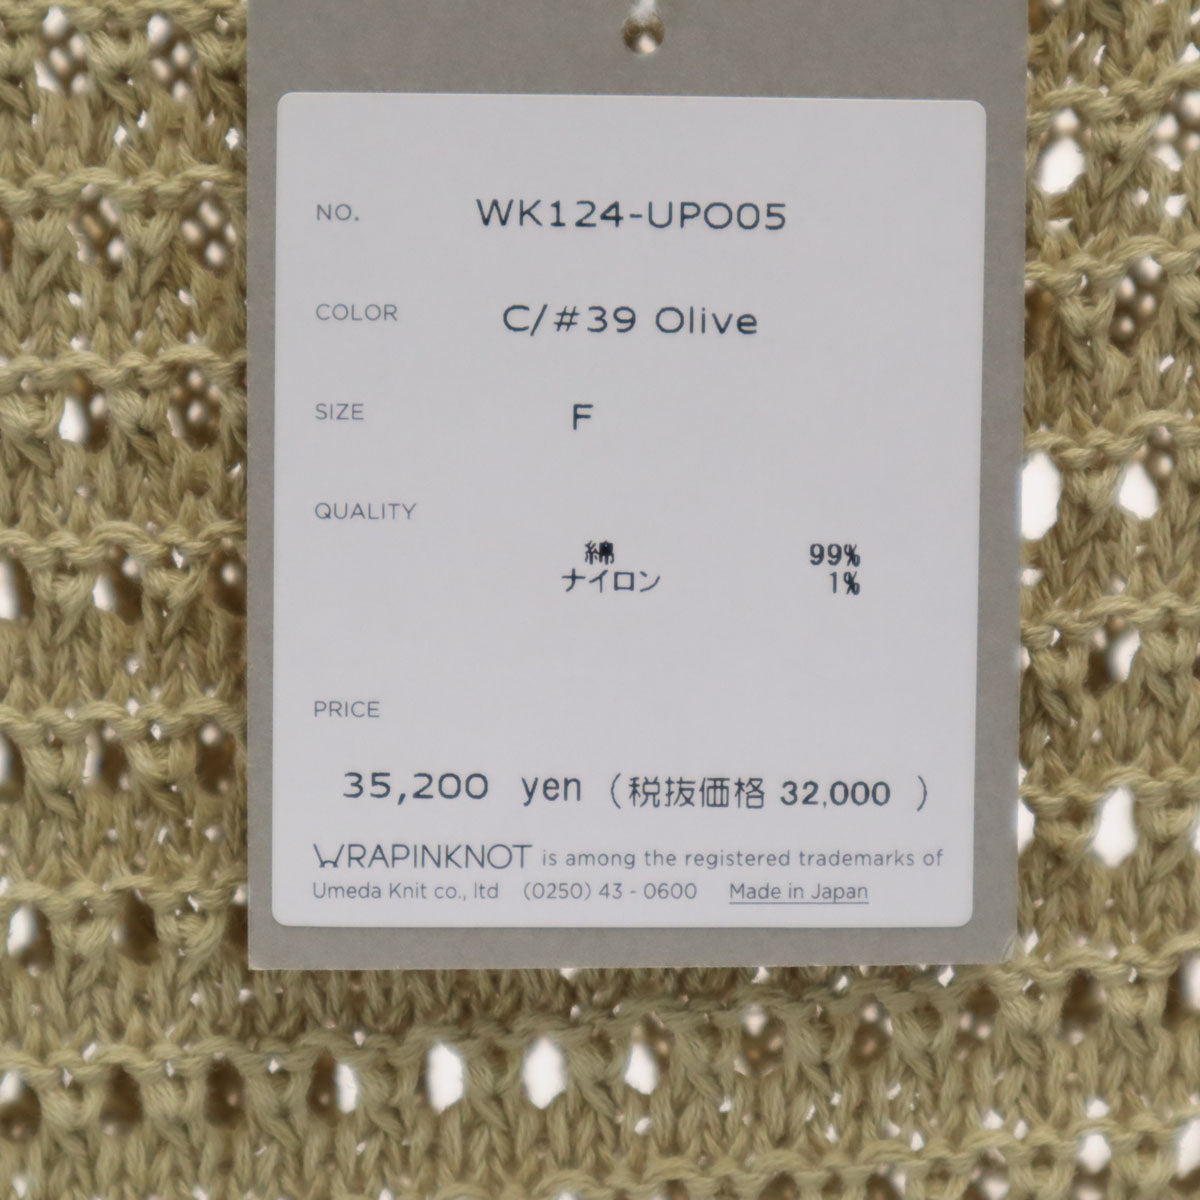 NO. WK124-UPO05
COLOR C/#39 Olive
SIZE F
QUALITY
綿 99%
ナイロン 1%
PRICE
35,200 yen (税抜価格 32,000 )
WRAPINKNOT is among the registered trademarks of
Umeda Knit co., ltd (0250) 43 - 0600 Made in Japan